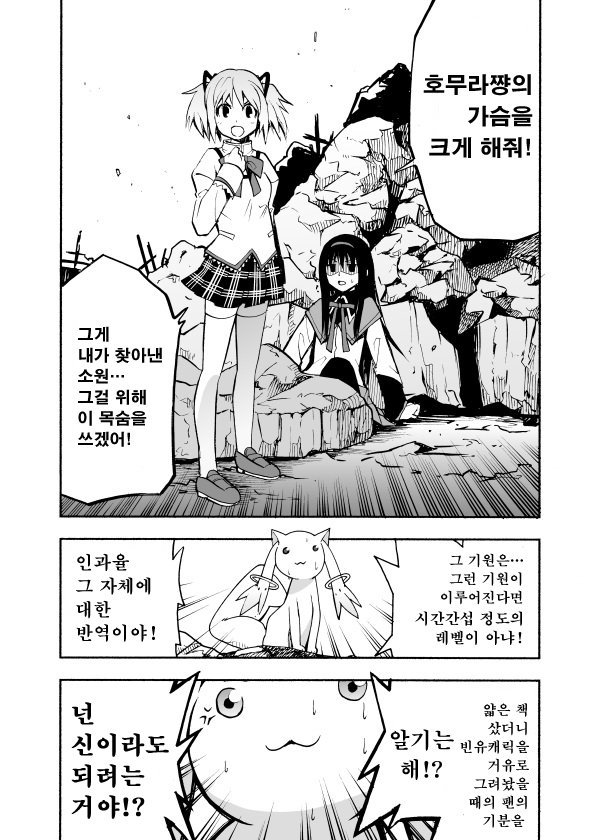 호무라쨩의
가슴을
크게 해줘!
그게
내가 찾아낸
소원…
그걸 위해
이 목숨을
쓰겠어!
그 기원은…
그런 기원이
이루어진다면
시간간섭 정도의
레벨이 아냐!
인과율
그 자체에
대한
반역이야!
얇은 책
샀더니
빈유캐릭을
거유로
그려놨을
때의 팬의
기분을
알기는
해!?
넌
신이라도
되려는
거야!?